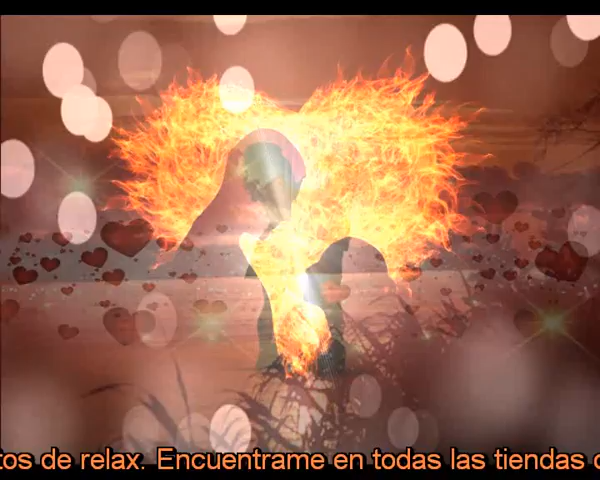 tos de relax. Encuentrame en todas las tiendas